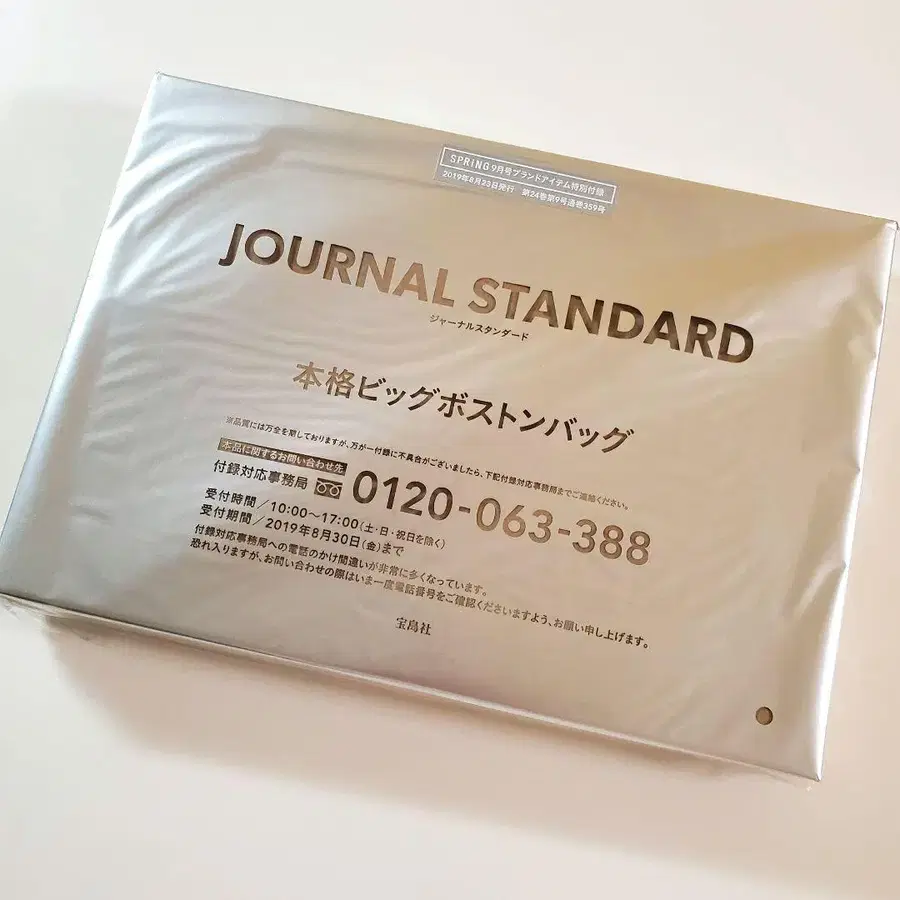 SPRiNG9月号ブランドアイテム特別付録
2019年8月23日発行 第24巻第9号通巻359号
JOURNAL STANDARD
ジャーナルスタンダード
本格ビッグボストンバッグ
※品質には万全を期しておりますが、万が一付録に不具合がございましたら、下記付録対応事務局までご連絡ください。
本品に関するお問い合わせ先
付録対応事務局 0120-063-388
受付時間/10:00〜17:00(土・日・祝日を除く)
受付期間/2019年8月30日(金)まで
付録対応事務局への電話のかけ間違いが非常に多くなっています。
恐れ入りますが、お問い合わせの際はいま一度電話番号をご確認くださいますよう、お願い申し上げます。
宝島社